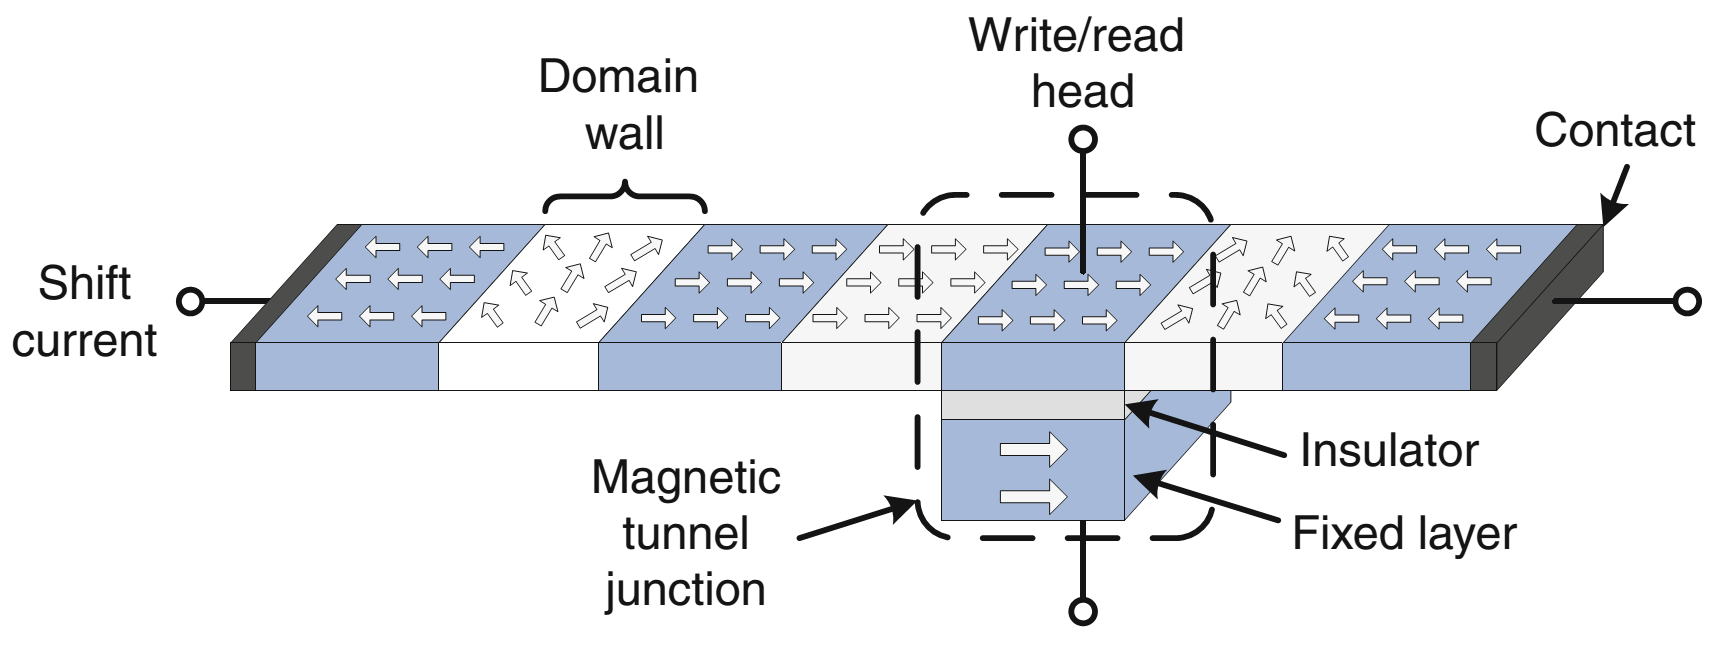 Write/read
head
Domain
wall
Contact
Shift
current
Insulator
Magnetic
tunnel
junction
Fixed layer